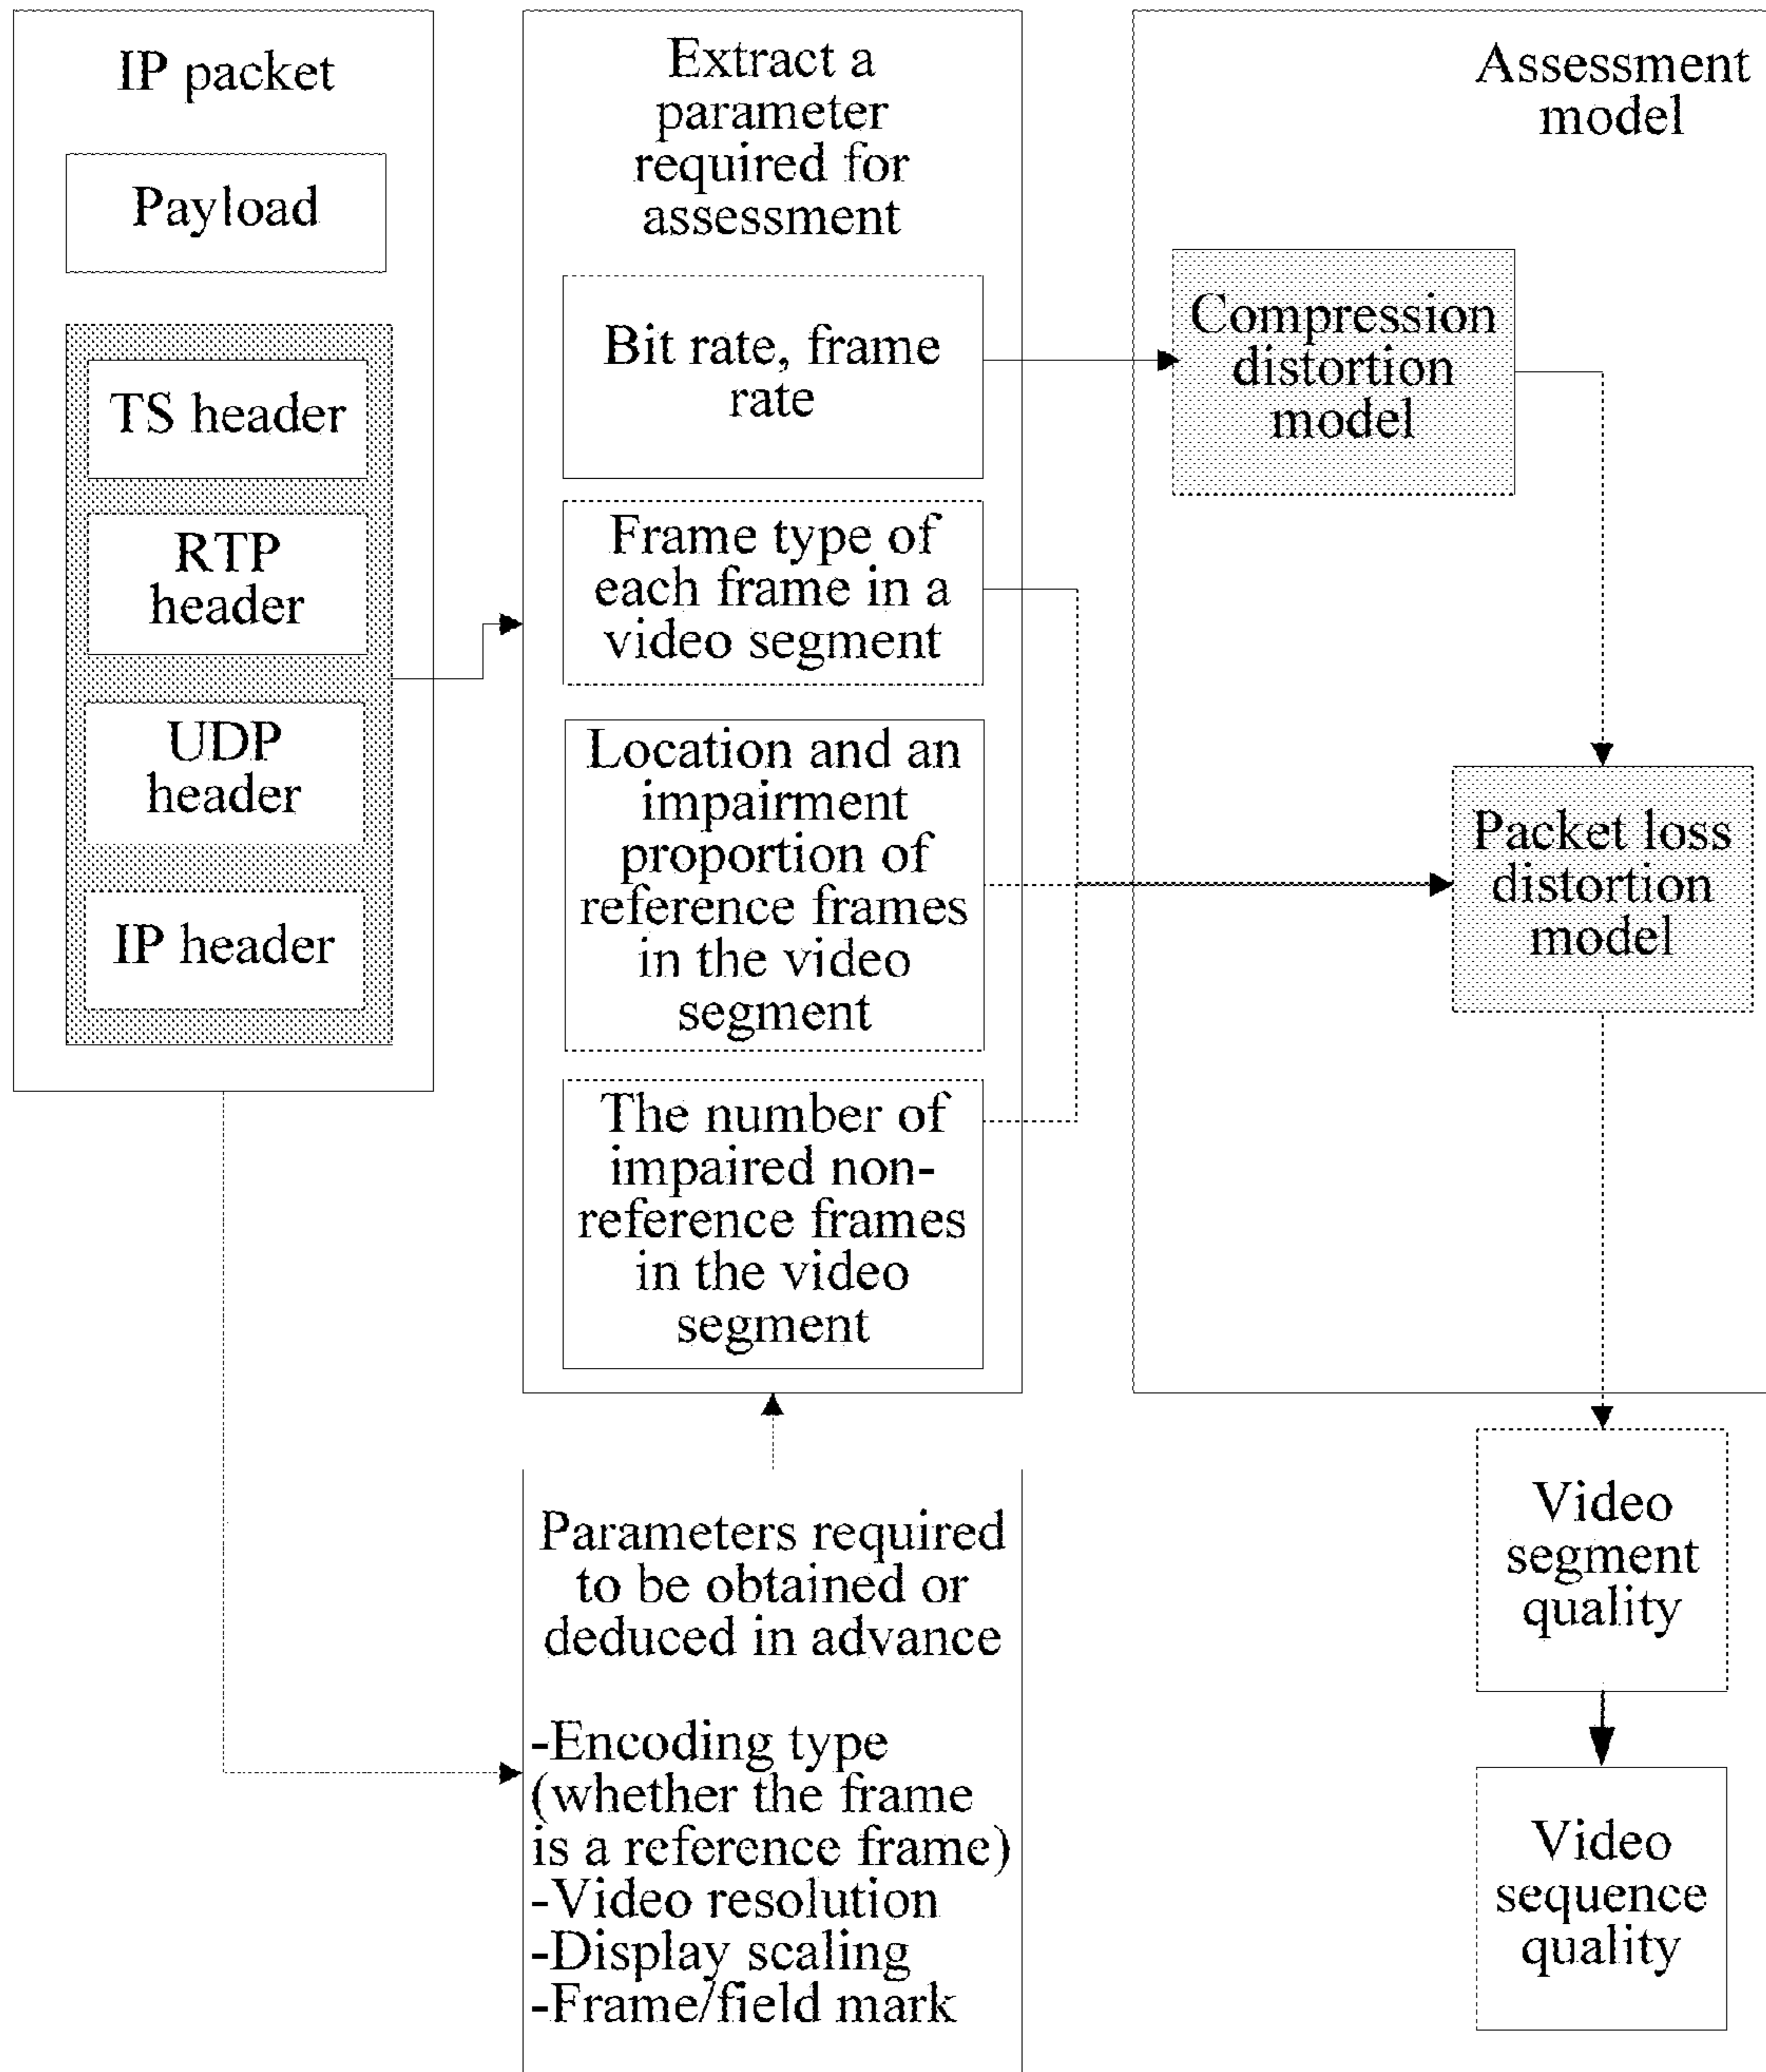 IP packet
Payload
TS header
RTP
header
UDP
header
IP header
Extract a
parameter
required for
assessment
Bit rate, frame
rate
Frame type of
each frame in a
video segment
Location and an
impairment
proportion of
reference frames
in the video
segment
The number of
impaired non-
reference frames
in the video
segment
Parameters required
to be obtained or
deduced in advance
-Encoding type
(whether the frame
is a reference frame)
-Video resolution
-Display scaling
-Frame/field mark
Assessment
model
Compression
distortion
model
Packet loss
distortion
model
Video
segment
quality
Video
sequence
quality